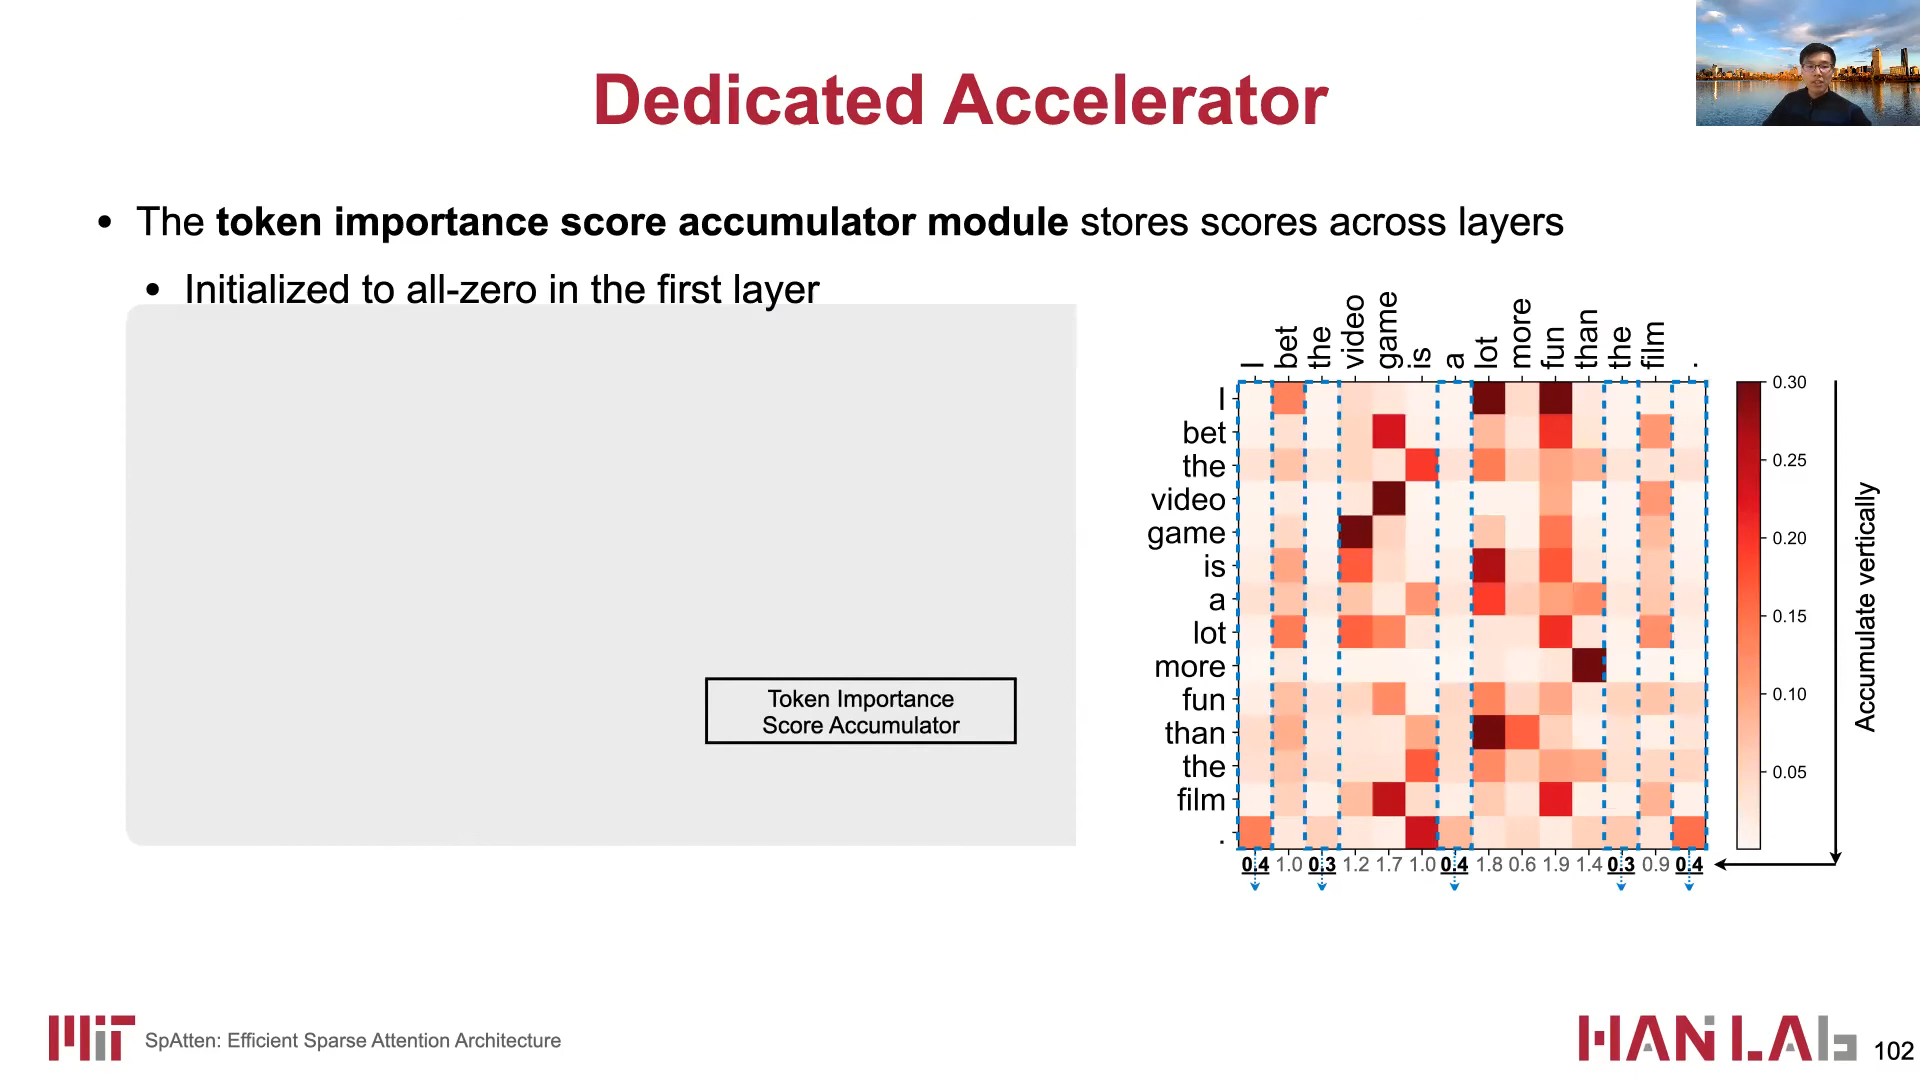 Dedicated Accelerator
• The token importance score accumulator module stores scores across layers
• Initialized to all-zero in the first layer
Token Importance
Score Accumulator
I bet the video game is a lot more fun than the film .
I
bet
the
video
game
is
a
lot
more
fun
than
the
film
.
0.4 1.0 0.3 1.2 1.7 1.0 0.4 1.8 0.6 1.9 1.4 0.3 0.9 0.4
0.30
0.25
0.20
0.15
0.10
0.05
Accumulate vertically
MIT
SpAtten: Efficient Sparse Attention Architecture
HAN LAB
102